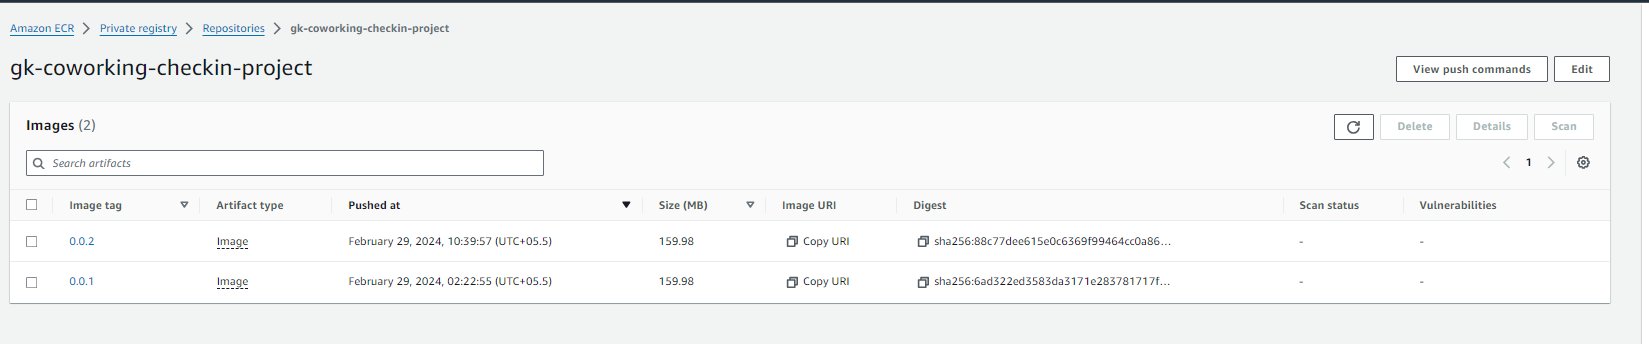 Amazon ECR > Private registry > Repositories > gk-coworking-checkin-project
gk-coworking-checkin-project
View push commands
Edit
Images (2)
Delete
Details
Scan
Search artifacts
1
Image tag Artifact type Pushed at Size (MB) Image URI Digest Scan status Vulnerabilities
0.0.2 Image February 29, 2024, 10:39:57 (UTC+05.5) 159.98 Copy URI sha256:88c77dee615e0c6369f99464cc0a86... - -
0.0.1 Image February 29, 2024, 02:22:55 (UTC+05.5) 159.98 Copy URI sha256:6ad322ed3583da3171e283781717f... - -